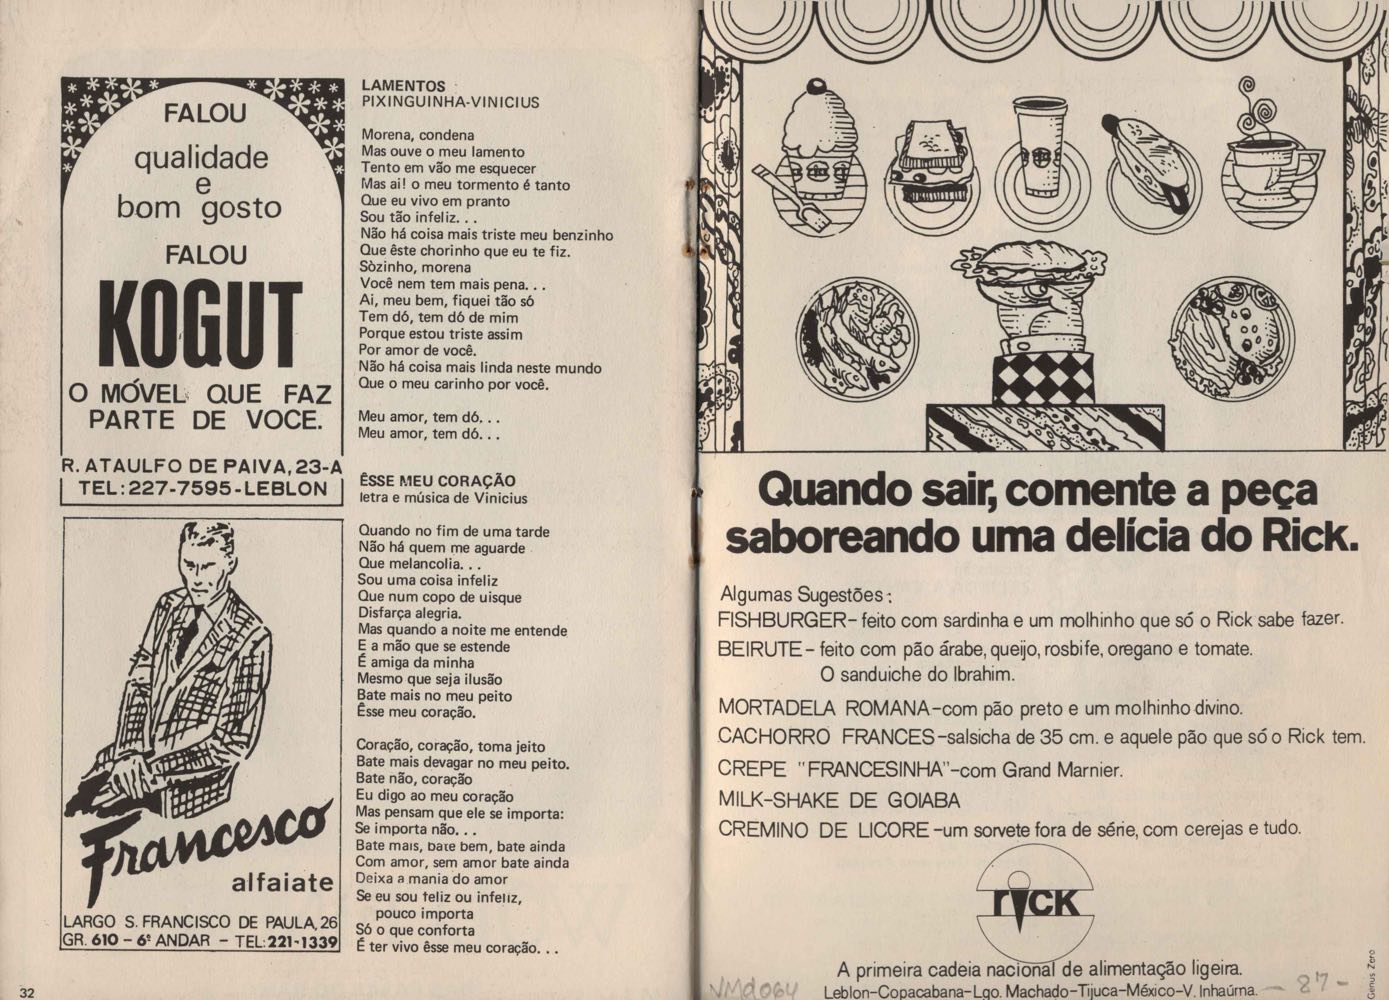 FALOU
qualidade
e
bom gosto
FALOU
KOGUT
O MÓVEL QUE FAZ
PARTE DE VOCE.
R. ATAULFO DE PAIVA, 23-A
TEL: 227-7595 - LEBLON
Francesco
alfaiate
LARGO S. FRANCISCO DE PAULA, 26
GR. 610 - 6º ANDAR - TEL: 221-1339
32
LAMENTOS
PIXINGUINHA-VINICIUS
Morena, condena
Mas ouve o meu lamento
Tento em vão me esquecer
Mas ai! o meu tormento é tanto
Que eu vivo em pranto
Sou tão infeliz. . .
Não há coisa mais triste meu benzinho
Que êste chorinho que eu te fiz.
Sòzinho, morena
Você nem tem mais pena. . .
Ai, meu bem, fiquei tão só
Tem dó, tem dó de mim
Porque estou triste assim
Por amor de você.
Não há coisa mais linda neste mundo
Que o meu carinho por você.
Meu amor, tem dó. . .
Meu amor, tem dó. . .
ÊSSE MEU CORAÇÃO
letra e música de Vinicius
Quando no fim de uma tarde
Não há quem me aguarde
Que melancolia. . .
Sou uma coisa infeliz
Que num copo de uisque
Disfarça alegria.
Mas quando a noite me entende
E a mão que se estende
É amiga da minha
Mesmo que seja ilusão
Bate mais no meu peito
Êsse meu coração.
Coração, coração, toma jeito
Bate mais devagar no meu peito.
Bate não, coração
Eu digo ao meu coração
Mas pensam que ele se importa:
Se importa não. . .
Bate mais, bate bem, bate ainda
Com amor, sem amor bate ainda
Deixa a mania do amor
Se eu sou feliz ou infeliz,
pouco importa
Só o que conforta
É ter vivo êsse meu coração. . .
Quando sair, comente a peça
saboreando uma delícia do Rick.
Algumas Sugestões:
FISHBURGER- feito com sardinha e um molhinho que só o Rick sabe fazer.
BEIRUTE - feito com pão árabe, queijo, rosbife, oregano e tomate.
O sanduiche do Ibrahim.
MORTADELA ROMANA-com pão preto e um molhinho divino.
CACHORRO FRANCES-salsicha de 35 cm. e aquele pão que só o Rick tem.
CREPE "FRANCESINHA"-com Grand Marnier.
MILK-SHAKE DE GOIABA
CREMINO DE LICORE-um sorvete fora de série, com cerejas e tudo.
rick
A primeira cadeia nacional de alimentação ligeira.
Leblon-Copacabana-Lgo. Machado-Tijuca-México-V. Inhaúma.
Genus Zero
VMd064
- 87 -